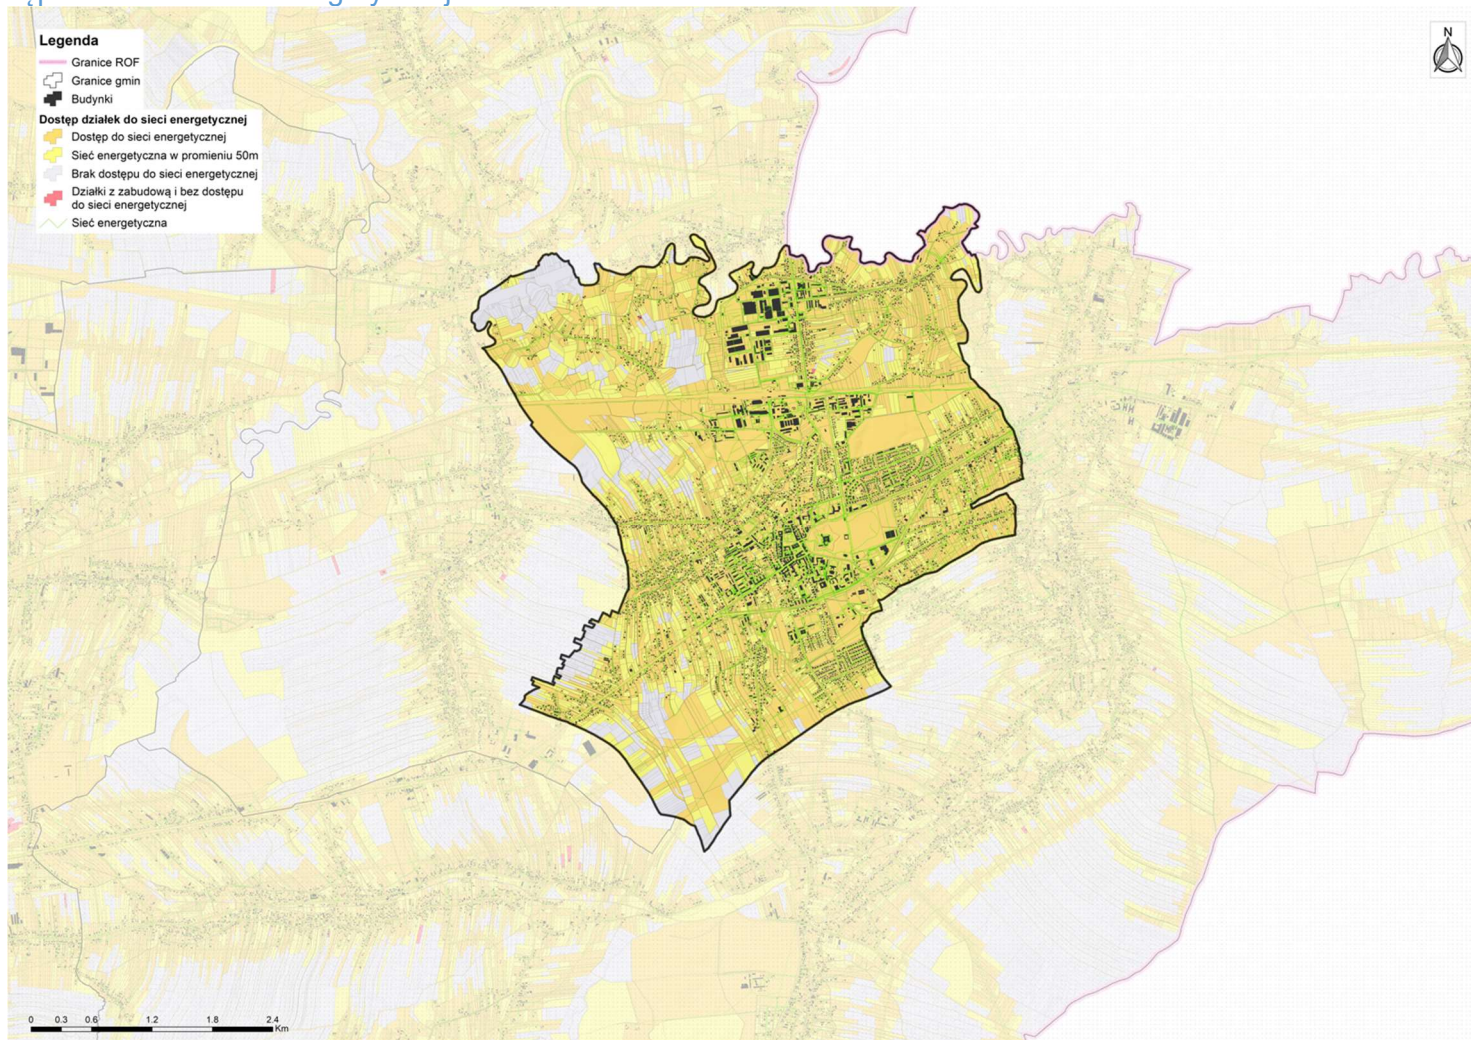 Legenda
N
Granice ROF
Granice gmin
Budynki
Dostęp działek do sieci energetycznej
Dostęp do sieci energetycznej
Sieć energetyczna w promieniu 50m
Brak dostępu do sieci energetycznej
Działki z zabudową i bez dostępu
do sieci energetycznej
Sieć energetyczna
0 0.3 0.6 1.2 1.8 2.4
Km